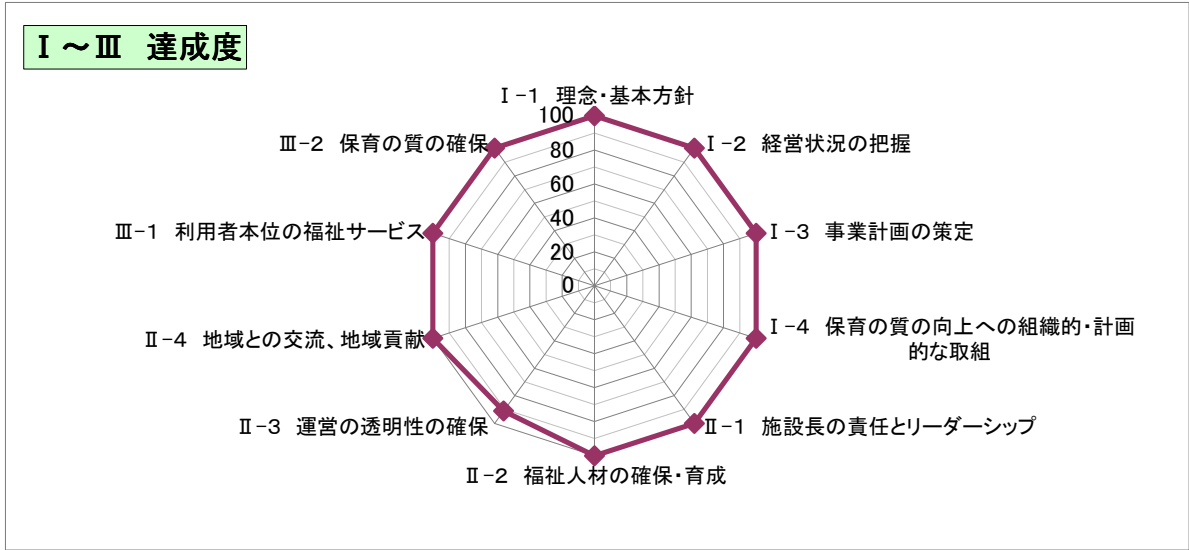 Ⅰ～Ⅲ 達成度
Ⅰ-1 理念・基本方針
100
80
60
40
20
0
Ⅰ-2 経営状況の把握
Ⅰ-3 事業計画の策定
Ⅰ-4 保育の質の向上への組織的・計画
的な取組
Ⅱ-1 施設長の責任とリーダーシップ
Ⅱ-2 福祉人材の確保・育成
Ⅱ-3 運営の透明性の確保
Ⅱ-4 地域との交流、地域貢献
Ⅲ-1 利用者本位の福祉サービス
Ⅲ-2 保育の質の確保